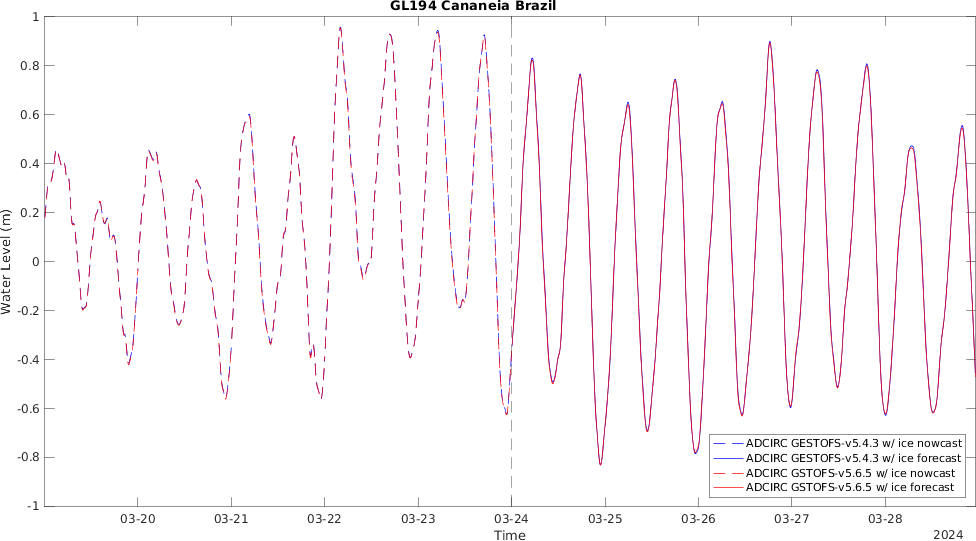 GL194 Cananeia Brazil
1
0.8
0.6
0.4
0.2
0
-0.2
-0.4
-0.6
-0.8
-1
Water Level (m)
ADCIRC GESTOFS-v5.4.3 w/ ice nowcast
ADCIRC GESTOFS-v5.4.3 w/ ice forecast
ADCIRC GSTOFS-v5.6.5 w/ ice nowcast
ADCIRC GSTOFS-v5.6.5 w/ ice forecast
03-20 03-21 03-22 03-23 03-24 03-25 03-26 03-27 03-28
Time
2024